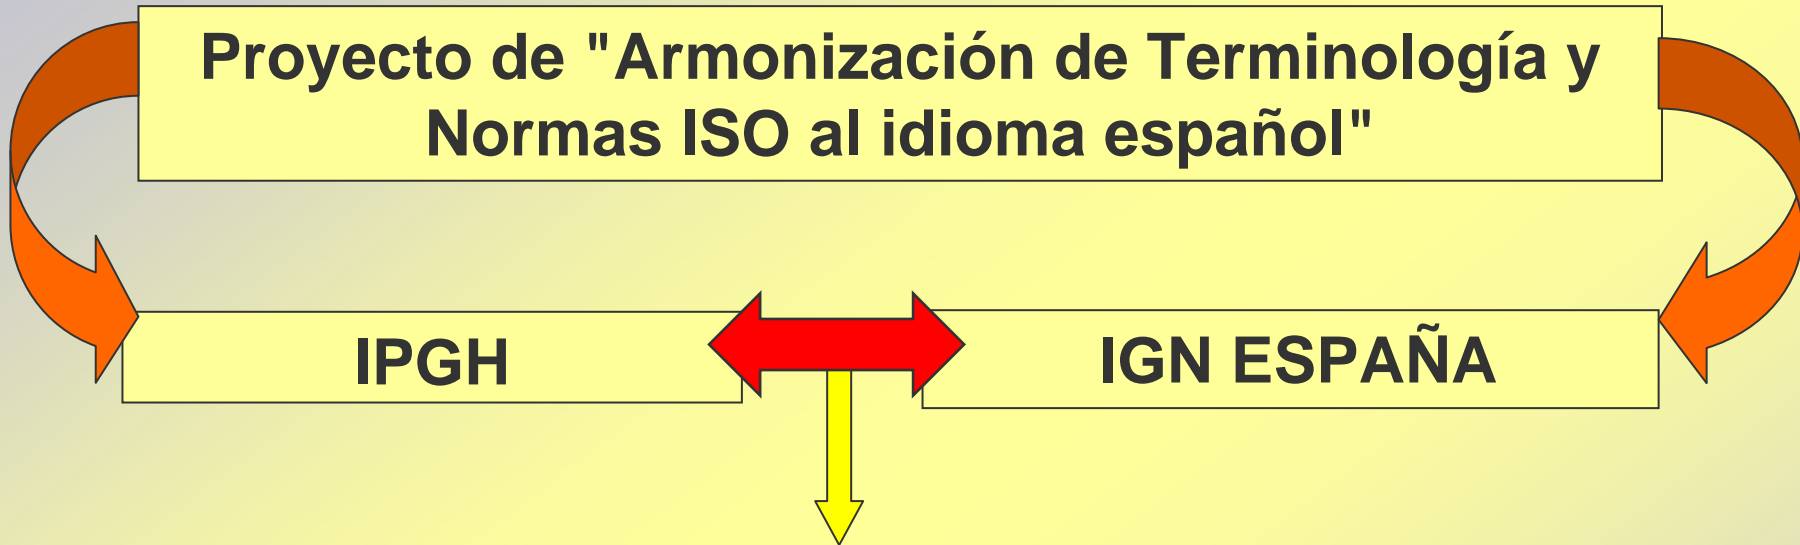 Proyecto de "Armonización de Terminología y
Normas ISO al idioma español"
IPGH
IGN ESPAÑA